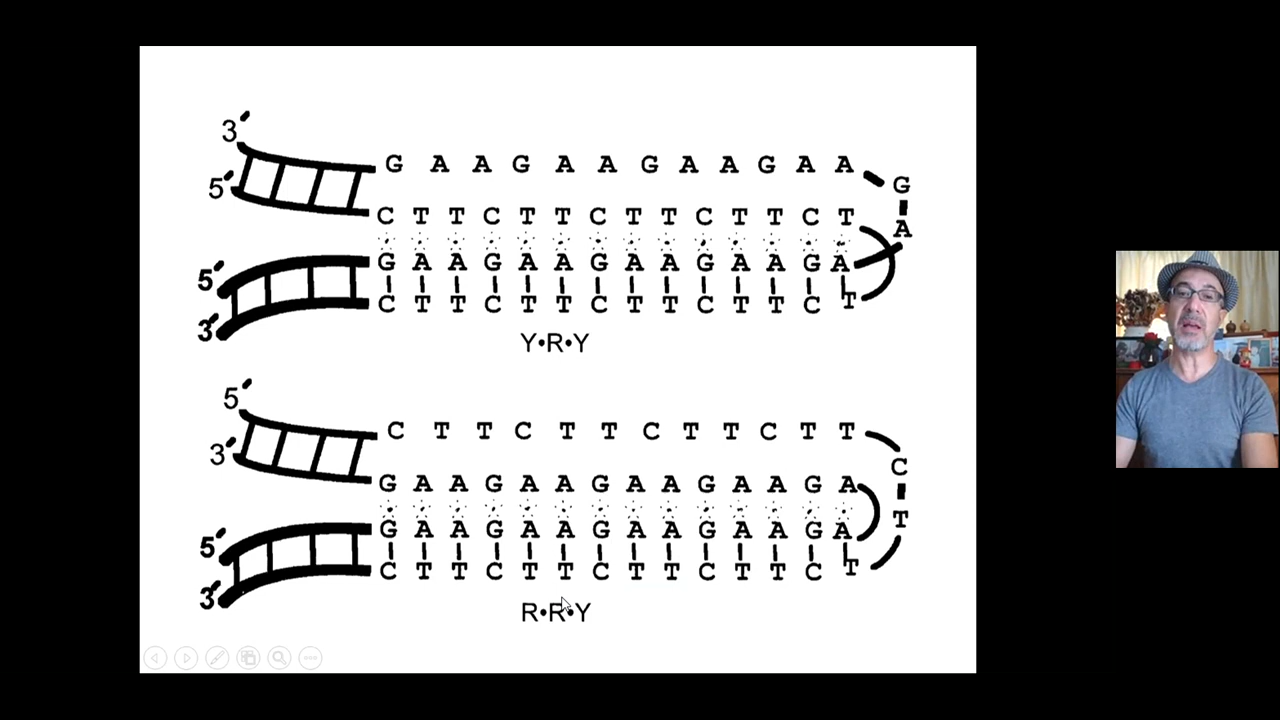 3′
G A A G A A G A A G A A
G
A
5′
C T T C T T C T T C T T C T
5′
G A A G A A G A A G A A G A
3′
C T T C T T C T T C T T C T
Y•R•Y
5′
C T T C T T C T T C T T
C
T
3′
G A A G A A G A A G A A G A
5′
G A A G A A G A A G A A G A
3′
C T T C T T C T T C T T C T
R•R•Y